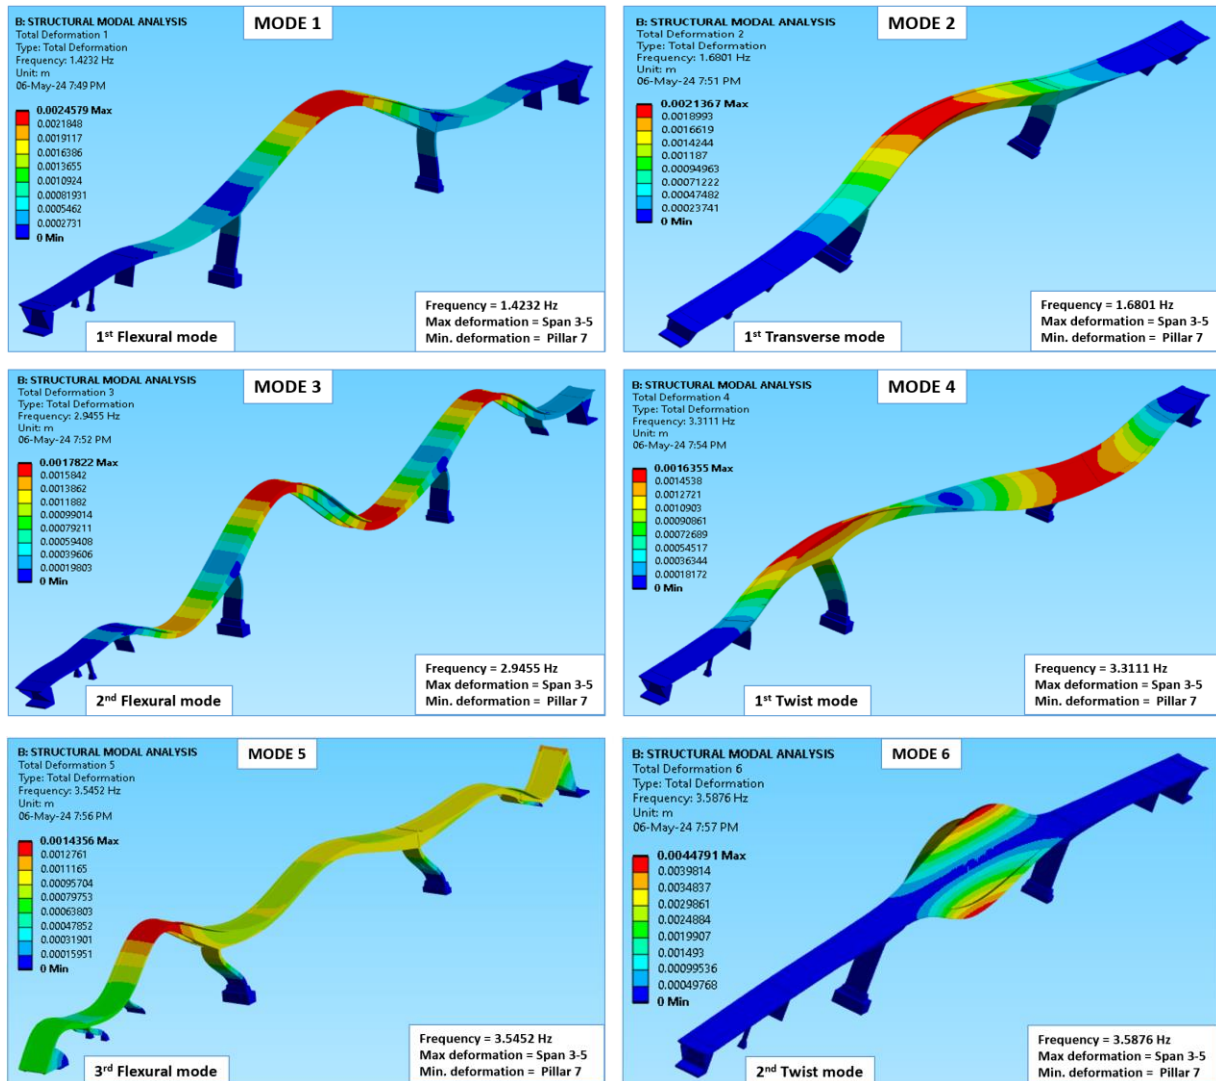 B: STRUCTURAL MODAL ANALYSIS
Total Deformation 1
Type: Total Deformation
Frequency: 1.4232 Hz
Unit: m
06-May-24 7:49 PM
MODE 1
0.0024579 Max
0.0021848
0.0019117
0.0016386
0.0013655
0.0010924
0.00081931
0.0005462
0.0002731
0 Min
1st Flexural mode
Frequency = 1.4232 Hz
Max deformation = Span 3-5
Min. deformation = Pillar 7
B: STRUCTURAL MODAL ANALYSIS
Total Deformation 2
Type: Total Deformation
Frequency: 1.6801 Hz
Unit: m
06-May-24 7:51 PM
MODE 2
0.0021367 Max
0.0018993
0.0016619
0.0014244
0.001187
0.00094963
0.00071222
0.00047482
0.00023741
0 Min
1st Transverse mode
Frequency = 1.6801 Hz
Max deformation = Span 3-5
Min. deformation = Pillar 7
B: STRUCTURAL MODAL ANALYSIS
Total Deformation 3
Type: Total Deformation
Frequency: 2.9455 Hz
Unit: m
06-May-24 7:52 PM
MODE 3
0.0017822 Max
0.0015842
0.0013862
0.0011882
0.00099014
0.00079211
0.00059408
0.00039606
0.00019803
0 Min
2nd Flexural mode
Frequency = 2.9455 Hz
Max deformation = Span 3-5
Min. deformation = Pillar 7
B: STRUCTURAL MODAL ANALYSIS
Total Deformation 4
Type: Total Deformation
Frequency: 3.3111 Hz
Unit: m
06-May-24 7:54 PM
MODE 4
0.0016355 Max
0.0014538
0.0012721
0.0010903
0.00090861
0.00072689
0.00054517
0.00036344
0.00018172
0 Min
1st Twist mode
Frequency = 3.3111 Hz
Max deformation = Span 3-5
Min. deformation = Pillar 7
B: STRUCTURAL MODAL ANALYSIS
Total Deformation 5
Type: Total Deformation
Frequency: 3.5452 Hz
Unit: m
06-May-24 7:56 PM
MODE 5
0.0014356 Max
0.0012761
0.0011165
0.00095704
0.00079753
0.00063803
0.00047852
0.00031901
0.00015951
0 Min
3rd Flexural mode
Frequency = 3.5452 Hz
Max deformation = Span 3-5
Min. deformation = Pillar 7
B: STRUCTURAL MODAL ANALYSIS
Total Deformation 6
Type: Total Deformation
Frequency: 3.5876 Hz
Unit: m
06-May-24 7:57 PM
MODE 6
0.0044791 Max
0.0039814
0.0034837
0.0029861
0.0024884
0.0019907
0.001493
0.00099536
0.00049768
0 Min
2nd Twist mode
Frequency = 3.5876 Hz
Max deformation = Span 3-5
Min. deformation = Pillar 7